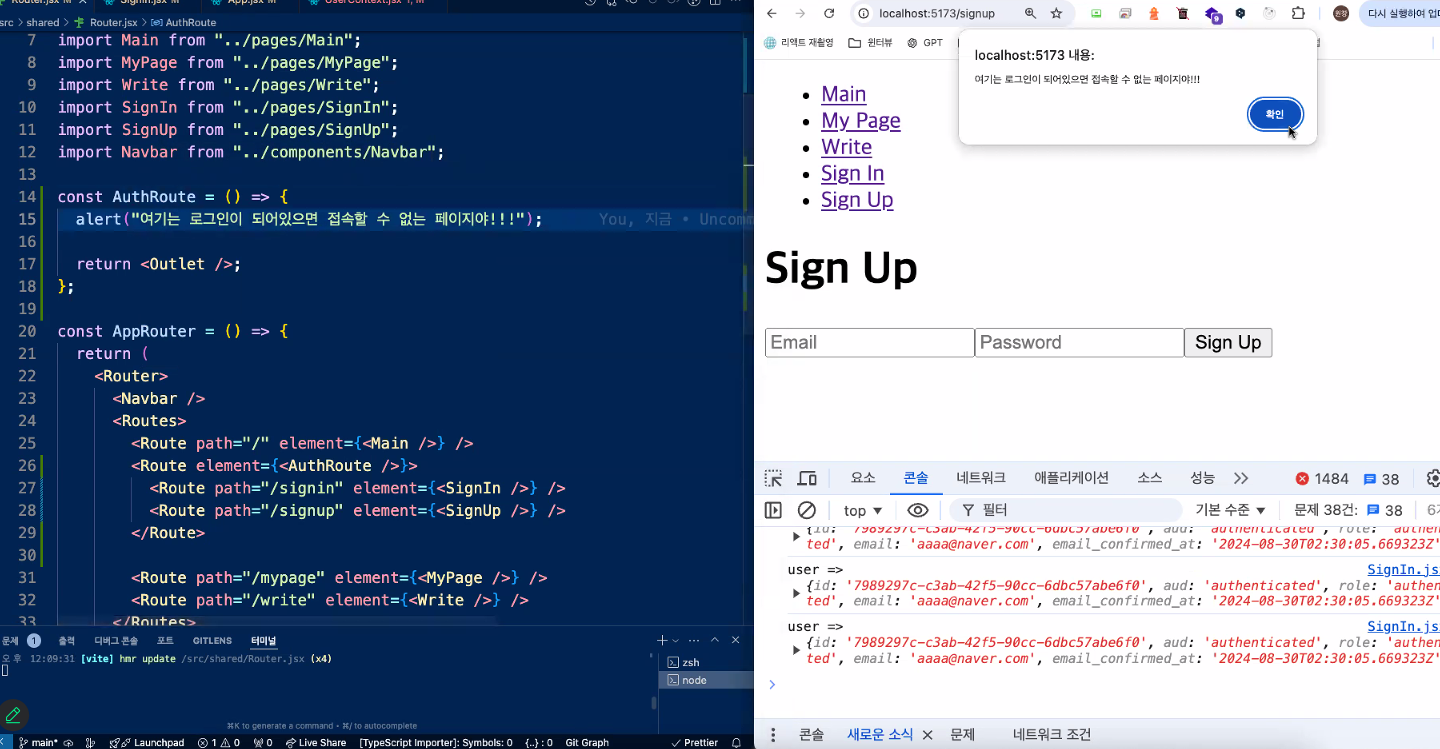 Router.jsx M
SignIn.jsx M
App.jsx M
UserContext.jsx 1, M
src > shared > Router.jsx > AuthRoute
7 import Main from "../pages/Main";
8 import MyPage from "../pages/MyPage";
9 import Write from "../pages/Write";
10 import SignIn from "../pages/SignIn";
11 import SignUp from "../pages/SignUp";
12 import Navbar from "../components/Navbar";
13
14 const AuthRoute = () => {
15 alert("여기는 로그인이 되어있으면 접속할 수 없는 페이지야!!!"); You, 지금 • Uncomm
16
17 return <Outlet />;
18 };
19
20 const AppRouter = () => {
21 return (
22 <Router>
23 <Navbar />
24 <Routes>
25 <Route path="/" element={<Main />} />
26 <Route element={<AuthRoute />}>
27 <Route path="/signin" element={<SignIn />} />
28 <Route path="/signup" element={<SignUp />} />
29 </Route>
30
31 <Route path="/mypage" element={<MyPage />} />
32 <Route path="/write" element={<Write />} />
33 </Routes>
문제 1 출력 디버그 콘솔 포트 GITLENS 터미널
오후 12:09:31 [vite] hmr update /src/shared/Router.jsx (x4)
zsh
node
⌘K to generate a command • ⌘/ to autocomplete
main* Launchpad 1 0 0 Live Share [TypeScript Importer]: Symbols: 0 {..} : 0 Git Graph Prettier
localhost:5173/signup
9
원장
다시 실행하여 업데
리액트 재촬영 윈터뷰 GPT
localhost:5173 내용:
여기는 로그인이 되어있으면 접속할 수 없는 페이지야!!!
확인
Main
My Page
Write
Sign In
Sign Up
Sign Up
Email Password Sign Up
요소 콘솔 네트워크 애플리케이션 소스 성능 1484 38
top 필터 기본 수준 문제 38건: 38
{id: '7989297c-c3ab-42f5-90cc-6dbc57abe6f0', aud: 'authenticated', role: 'authen
ted', email: 'aaaa@naver.com', email_confirmed_at: '2024-08-30T02:30:05.669323Z'
user => SignIn.js
{id: '7989297c-c3ab-42f5-90cc-6dbc57abe6f0', aud: 'authenticated', role: 'authen
ted', email: 'aaaa@naver.com', email_confirmed_at: '2024-08-30T02:30:05.669323Z'
user => SignIn.js
{id: '7989297c-c3ab-42f5-90cc-6dbc57abe6f0', aud: 'authenticated', role: 'authen
ted', email: 'aaaa@naver.com', email_confirmed_at: '2024-08-30T02:30:05.669323Z'
콘솔 새로운 소식 문제 네트워크 조건